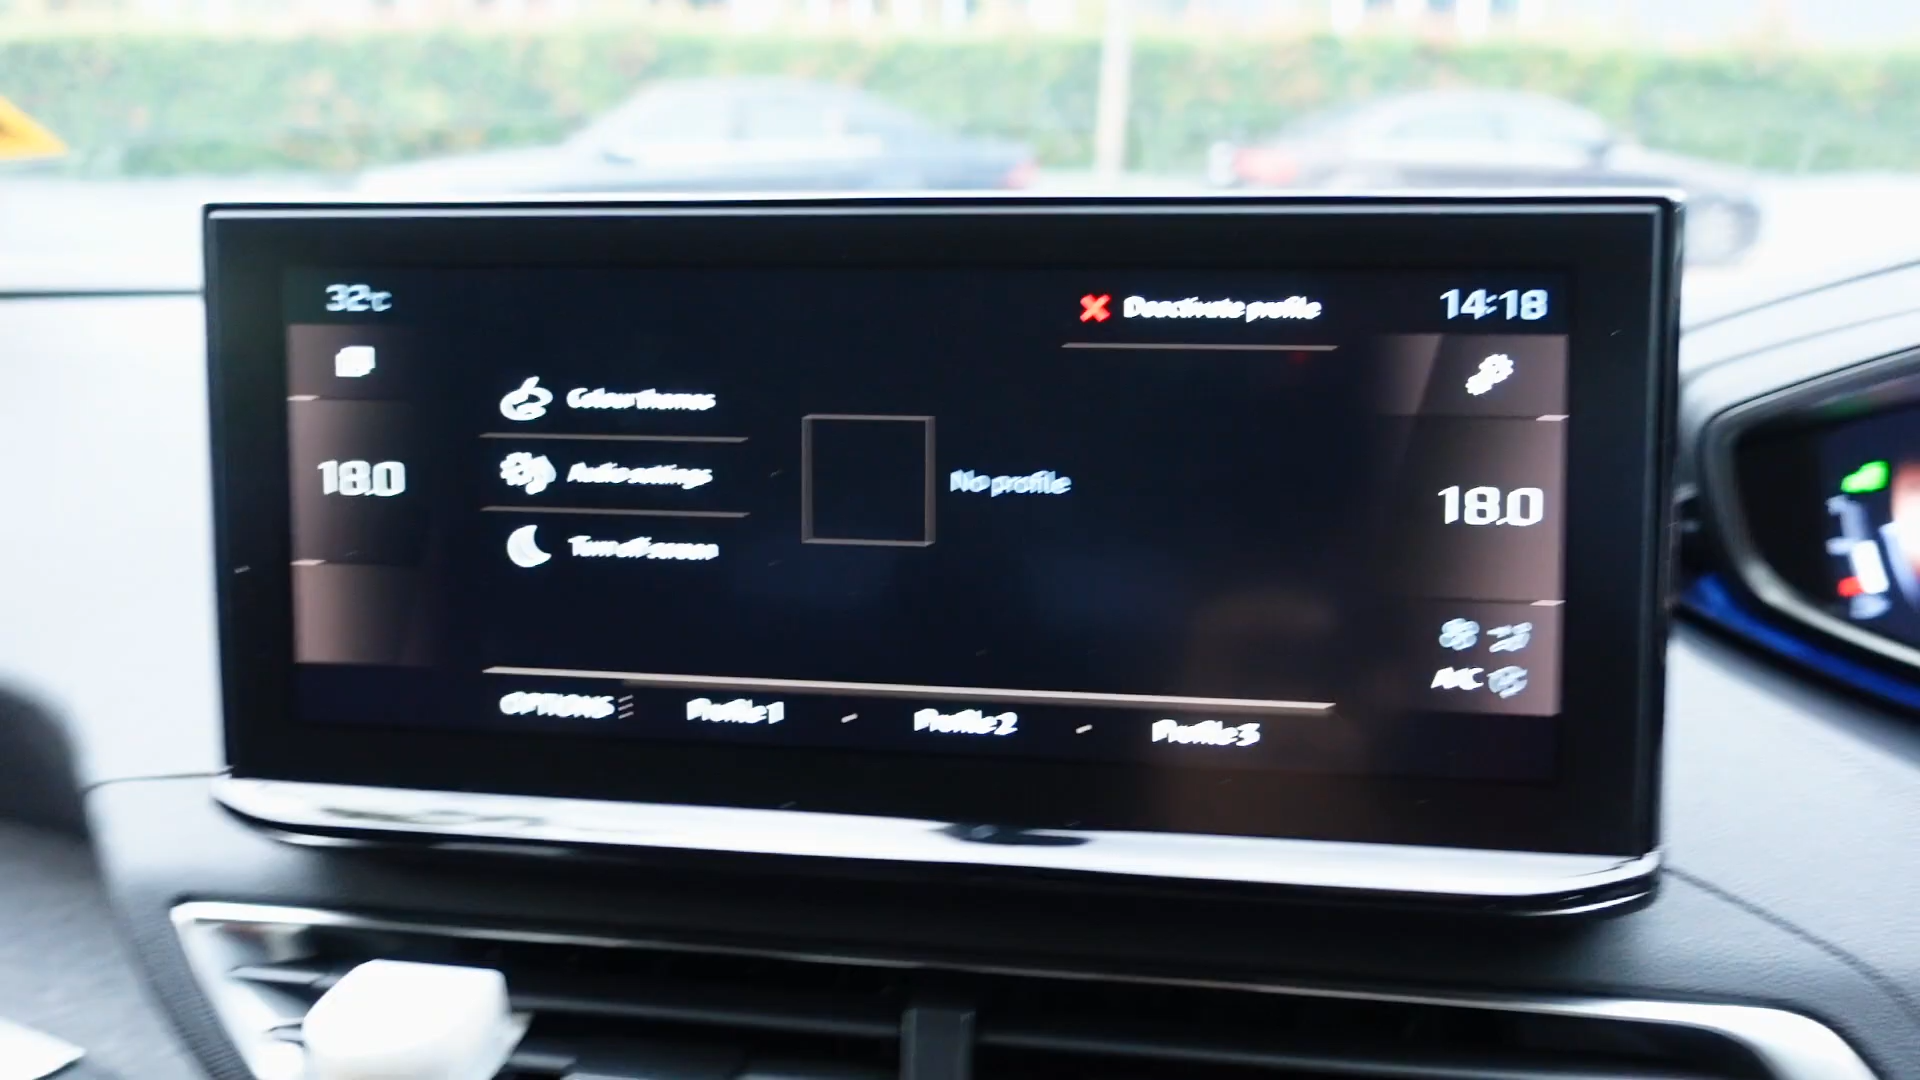 32°C
Deactivate profile
14:18
Colour themes
18.0
Audio settings
No profile
18.0
Turn off screen
A/C
OPTIONS
Profile 1
Profile 2
Profile 3